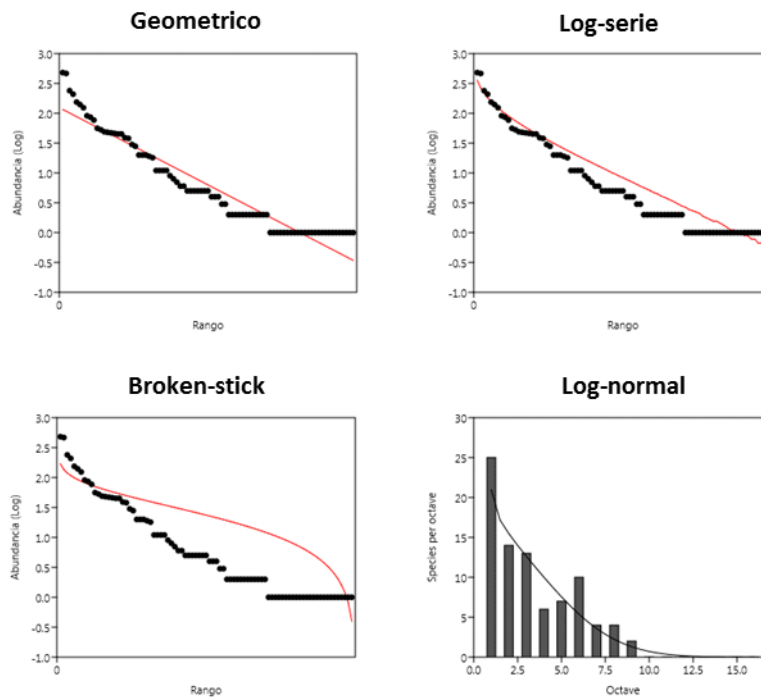 Geometrico
3.0
2.5
2.0
1.5
1.0
0.5
0.0
-0.5
-1.0
Abundancia (Log)
0
Rango
Log-serie
3.0
2.5
2.0
1.5
1.0
0.5
0.0
-0.5
-1.0
Abundancia (Log)
0
Rango
Broken-stick
3.0
2.5
2.0
1.5
1.0
0.5
0.0
-0.5
-1.0
Abundancia (Log)
0
Rango
Log-normal
30
25
20
15
10
5
0
Species per octave
0.0 2.5 5.0 7.5 10.0 12.5 15.0
Octave